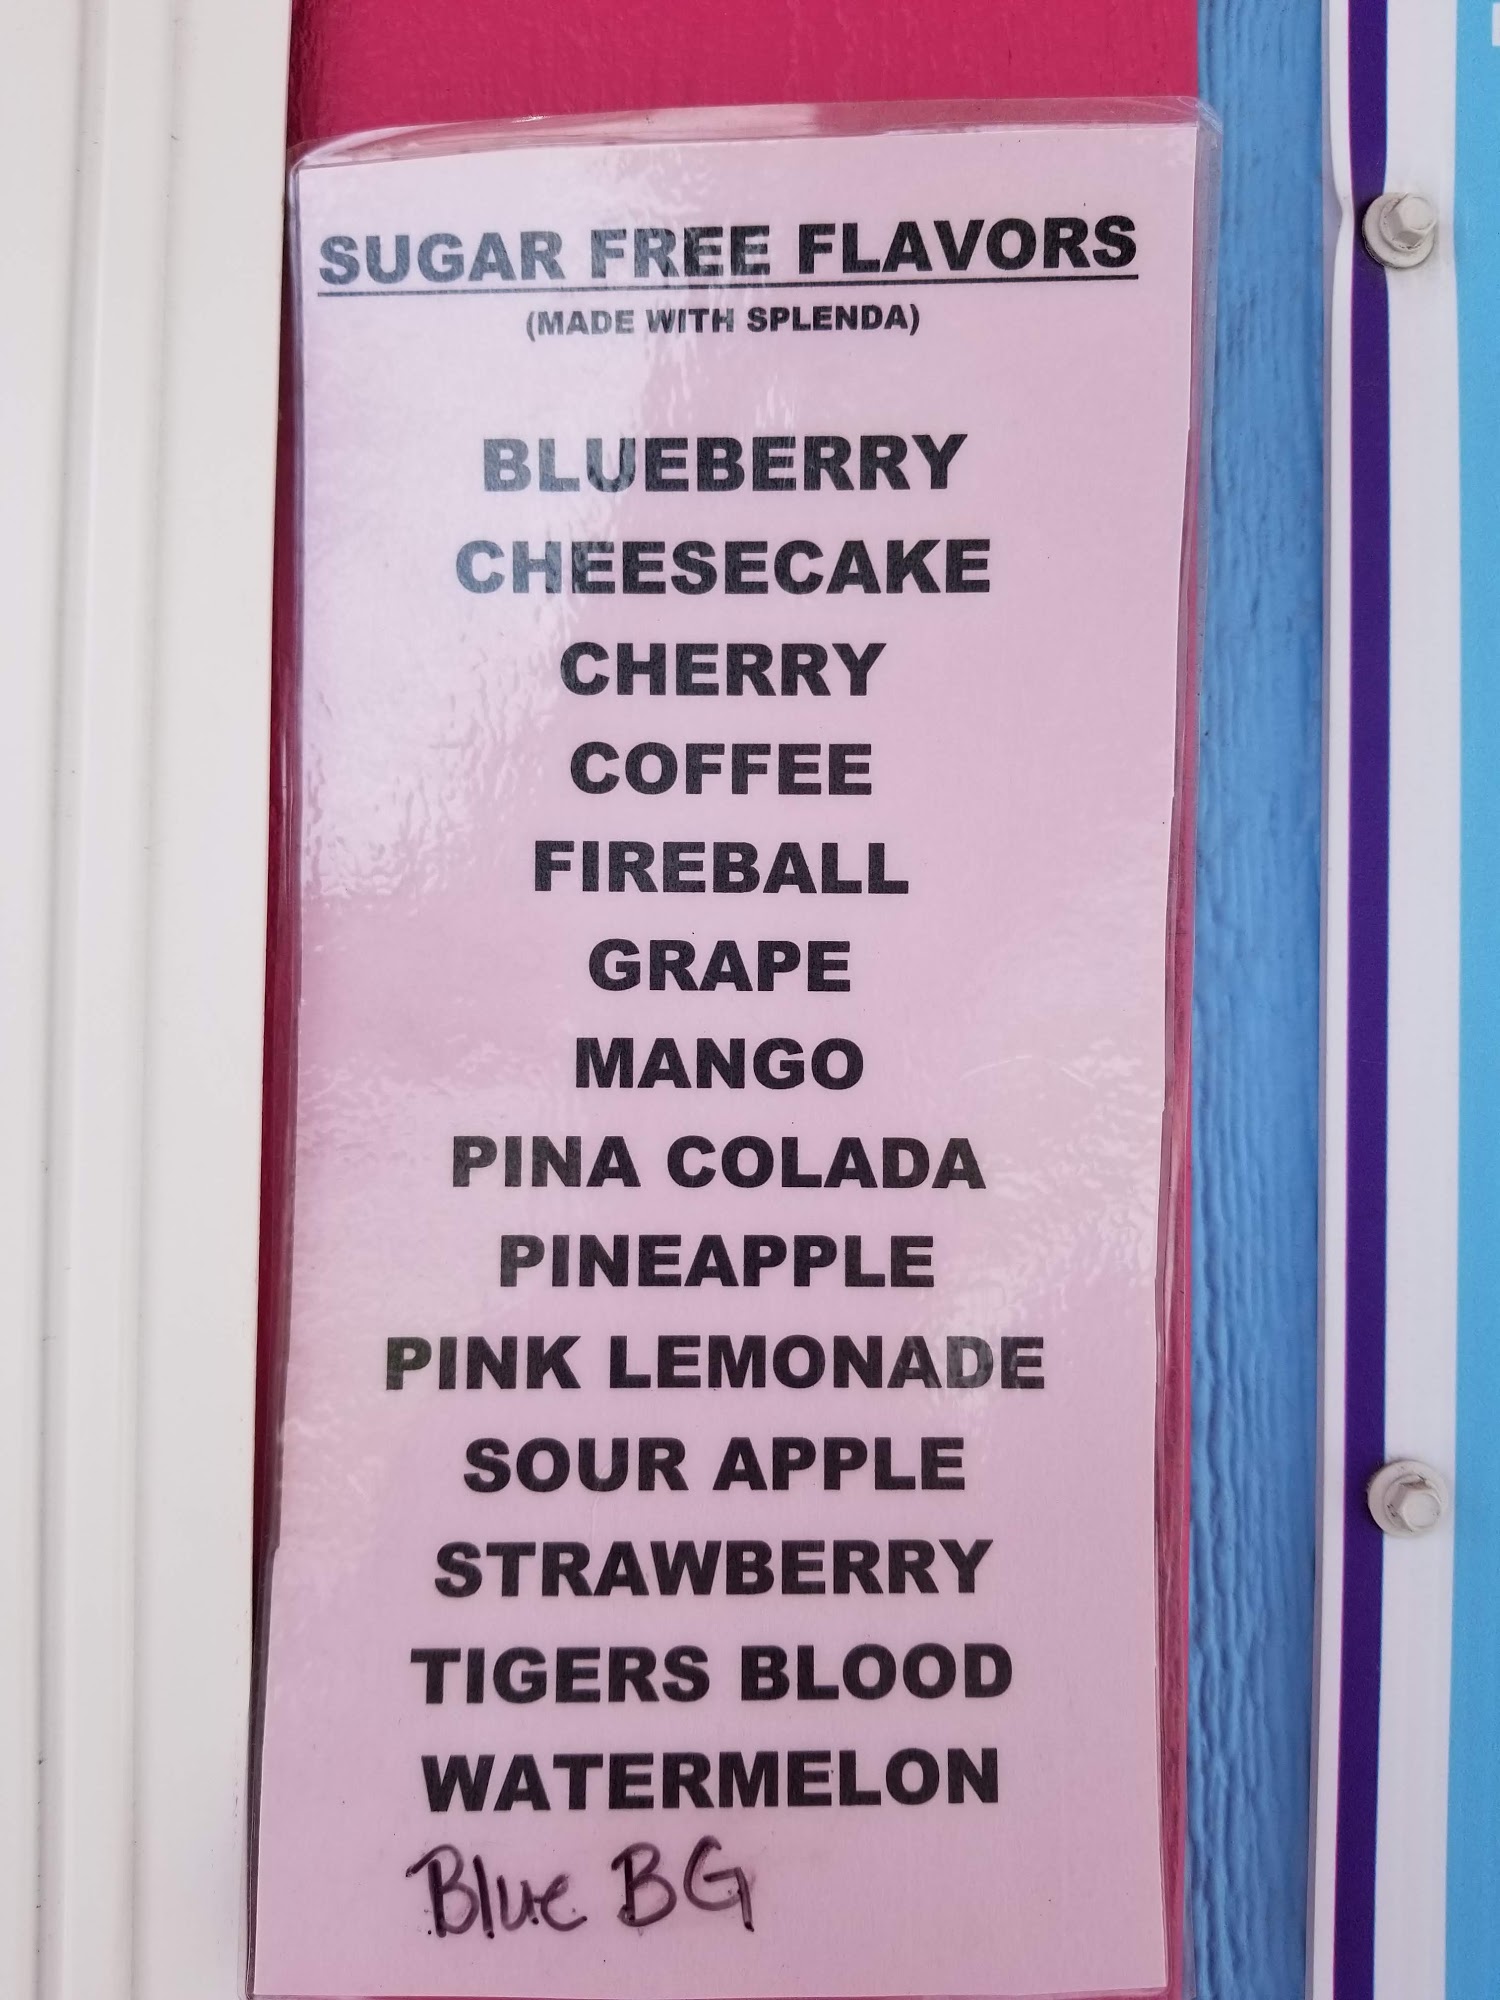 SUGAR FREE FLAVORS
(MADE WITH SPLENDA)
BLUEBERRY
CHEESECAKE
CHERRY
COFFEE
FIREBALL
GRAPE
MANGO
PINA COLADA
PINEAPPLE
PINK LEMONADE
SOUR APPLE
STRAWBERRY
TIGERS BLOOD
WATERMELON
Blue BG